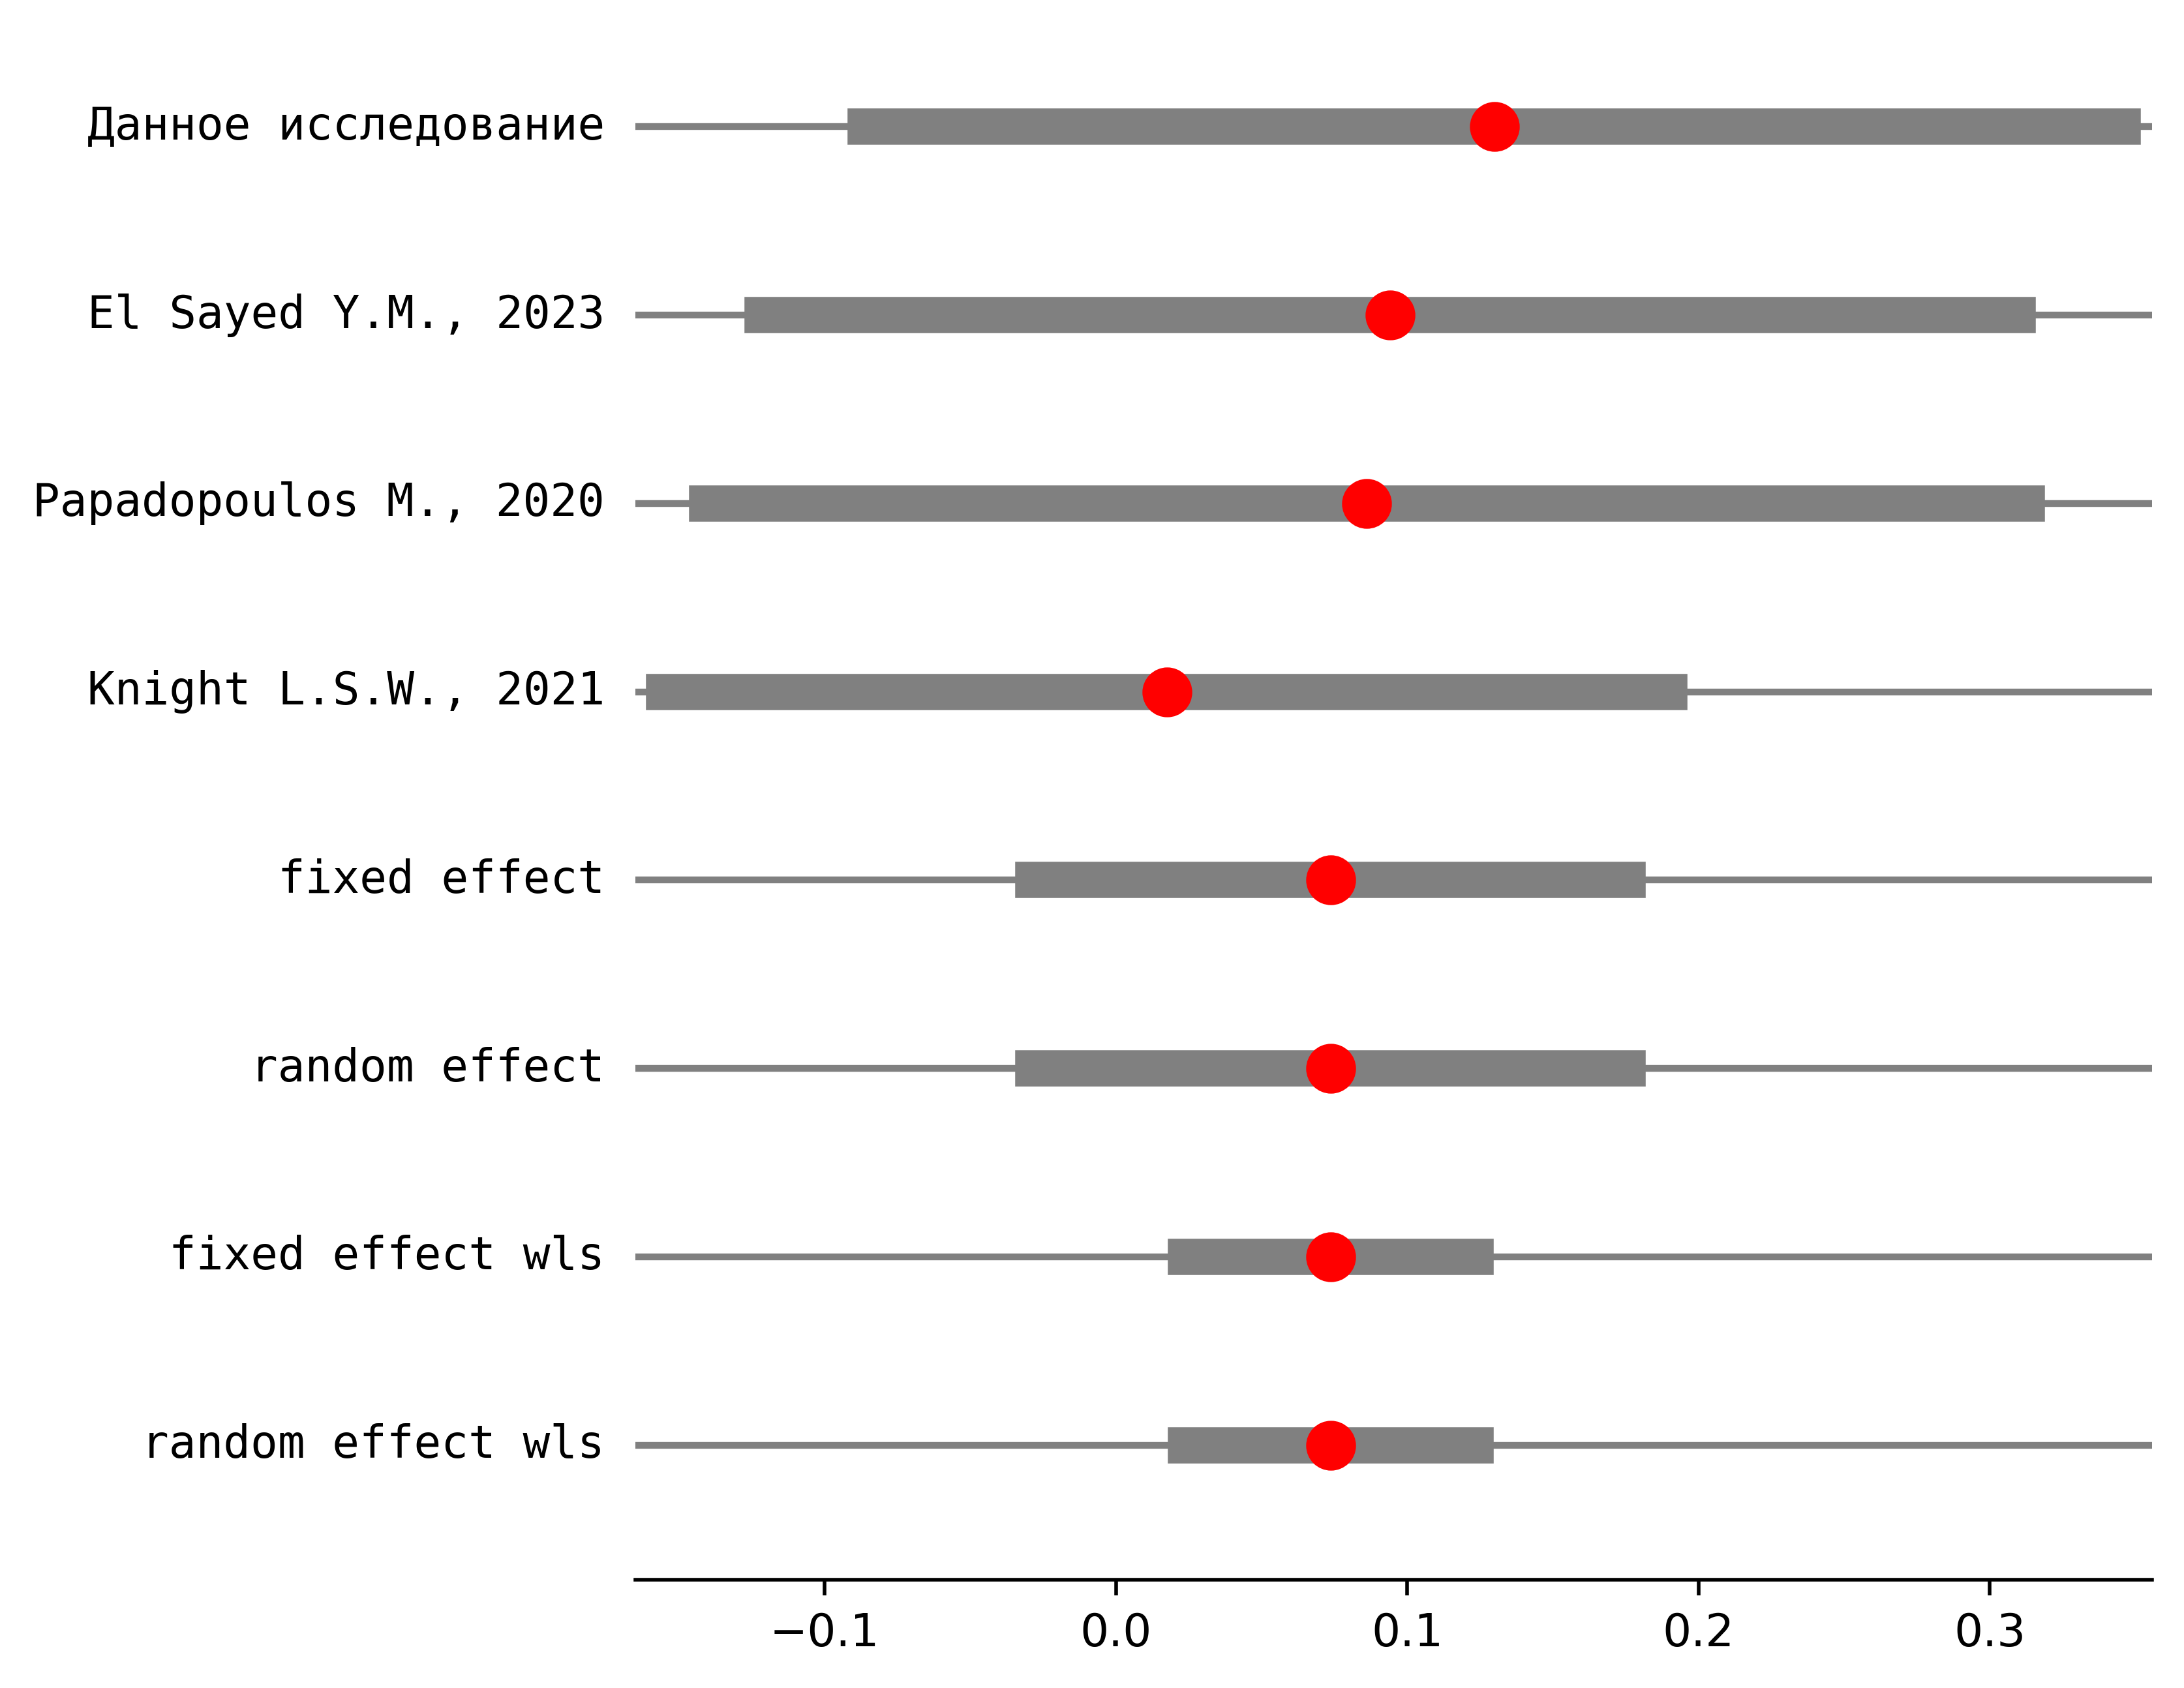 Данное исследование
El Sayed Y.M., 2023
Papadopoulos M., 2020
Knight L.S.W., 2021
fixed effect
random effect
fixed effect wls
random effect wls
−0.1 0.0 0.1 0.2 0.3